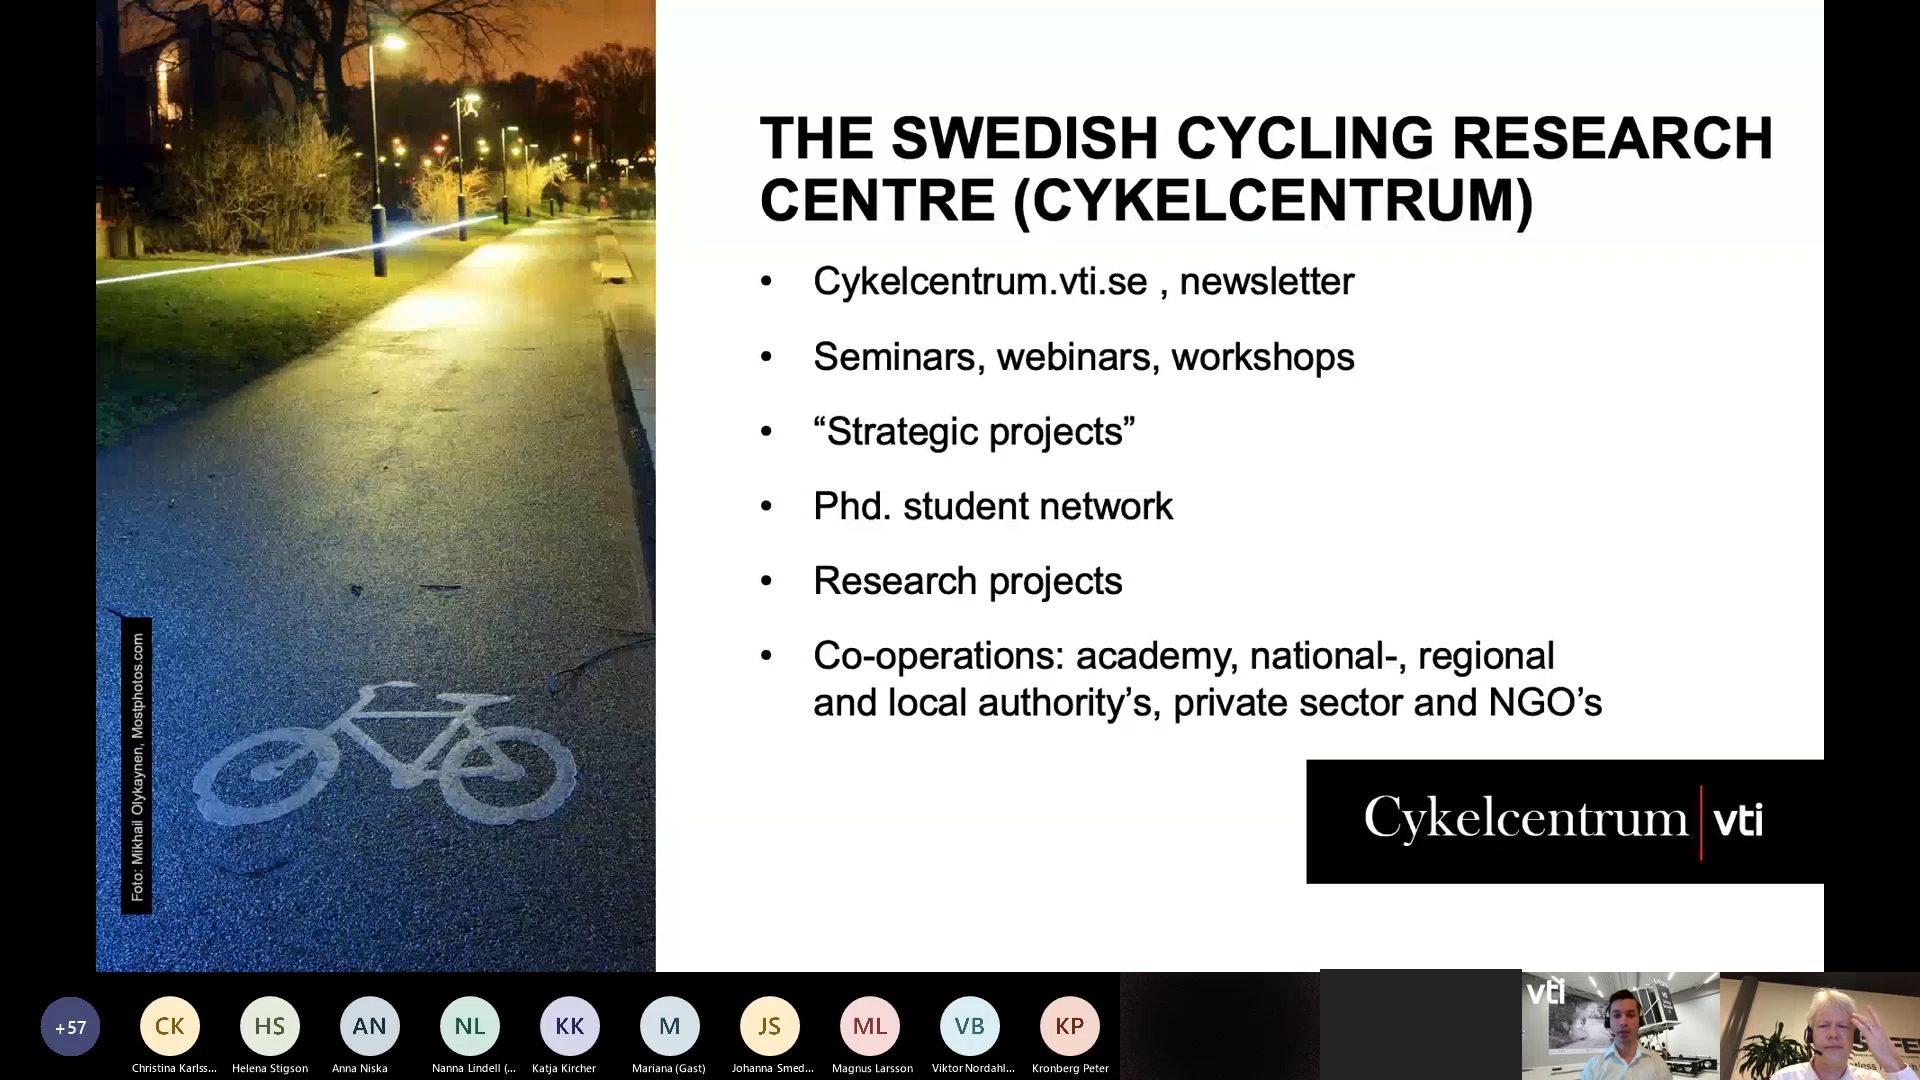 THE SWEDISH CYCLING RESEARCH
CENTRE (CYKELCENTRUM)
• Cykelcentrum.vti.se , newsletter
• Seminars, webinars, workshops
• “Strategic projects”
• Phd. student network
• Research projects
• Co-operations: academy, national-, regional
and local authority’s, private sector and NGO’s
Foto: Mikhail Olykaynen, Mostphotos.com
Cykelcentrum vti
+57
CK
HS
AN
NL
KK
M
JS
ML
VB
KP
Christina Karlss...
Helena Stigson
Anna Niska
Nanna Lindell (...
Katja Kircher
Mariana (Gast)
Johanna Smed...
Magnus Larsson
Viktor Nordahl...
Kronberg Peter
vti